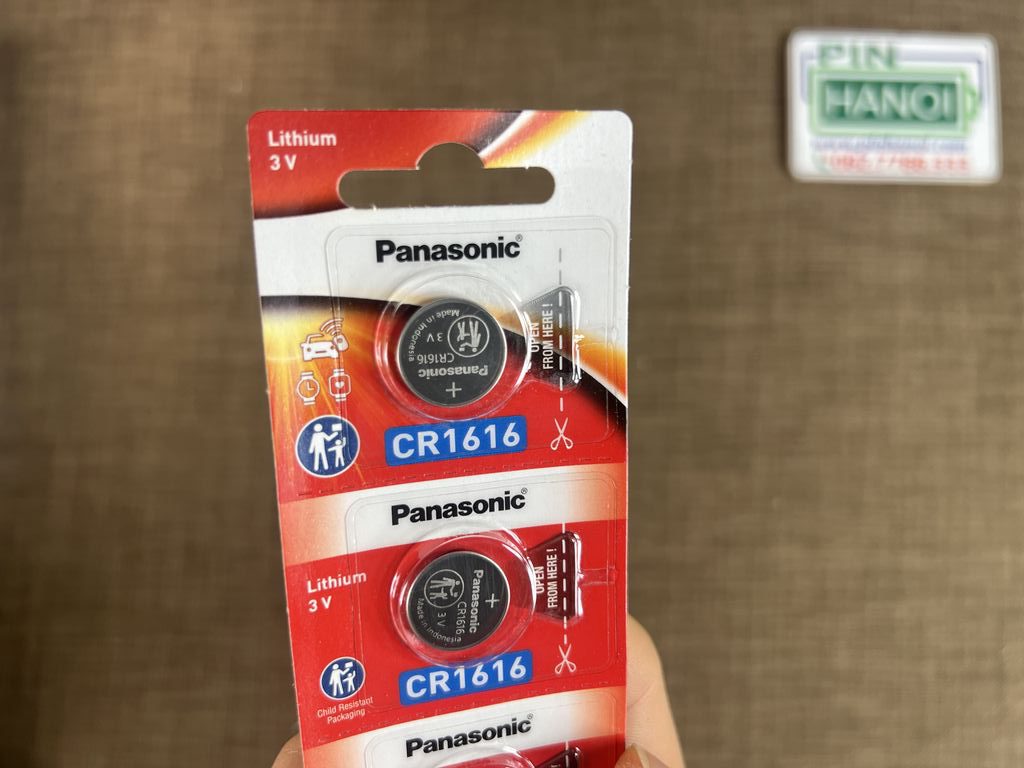 PIN
HANOI
Lithium
3 V
Panasonic®
Made in Indonesia
3 V
CR1616
Panasonic
+
OPEN
FROM HERE !
CR1616
Panasonic®
Lithium
3 V
+
Panasonic
CR1616
3 V
Made in Indonesia
OPEN
FROM HERE !
CR1616
Child Resistant
Packaging
Panasonic®